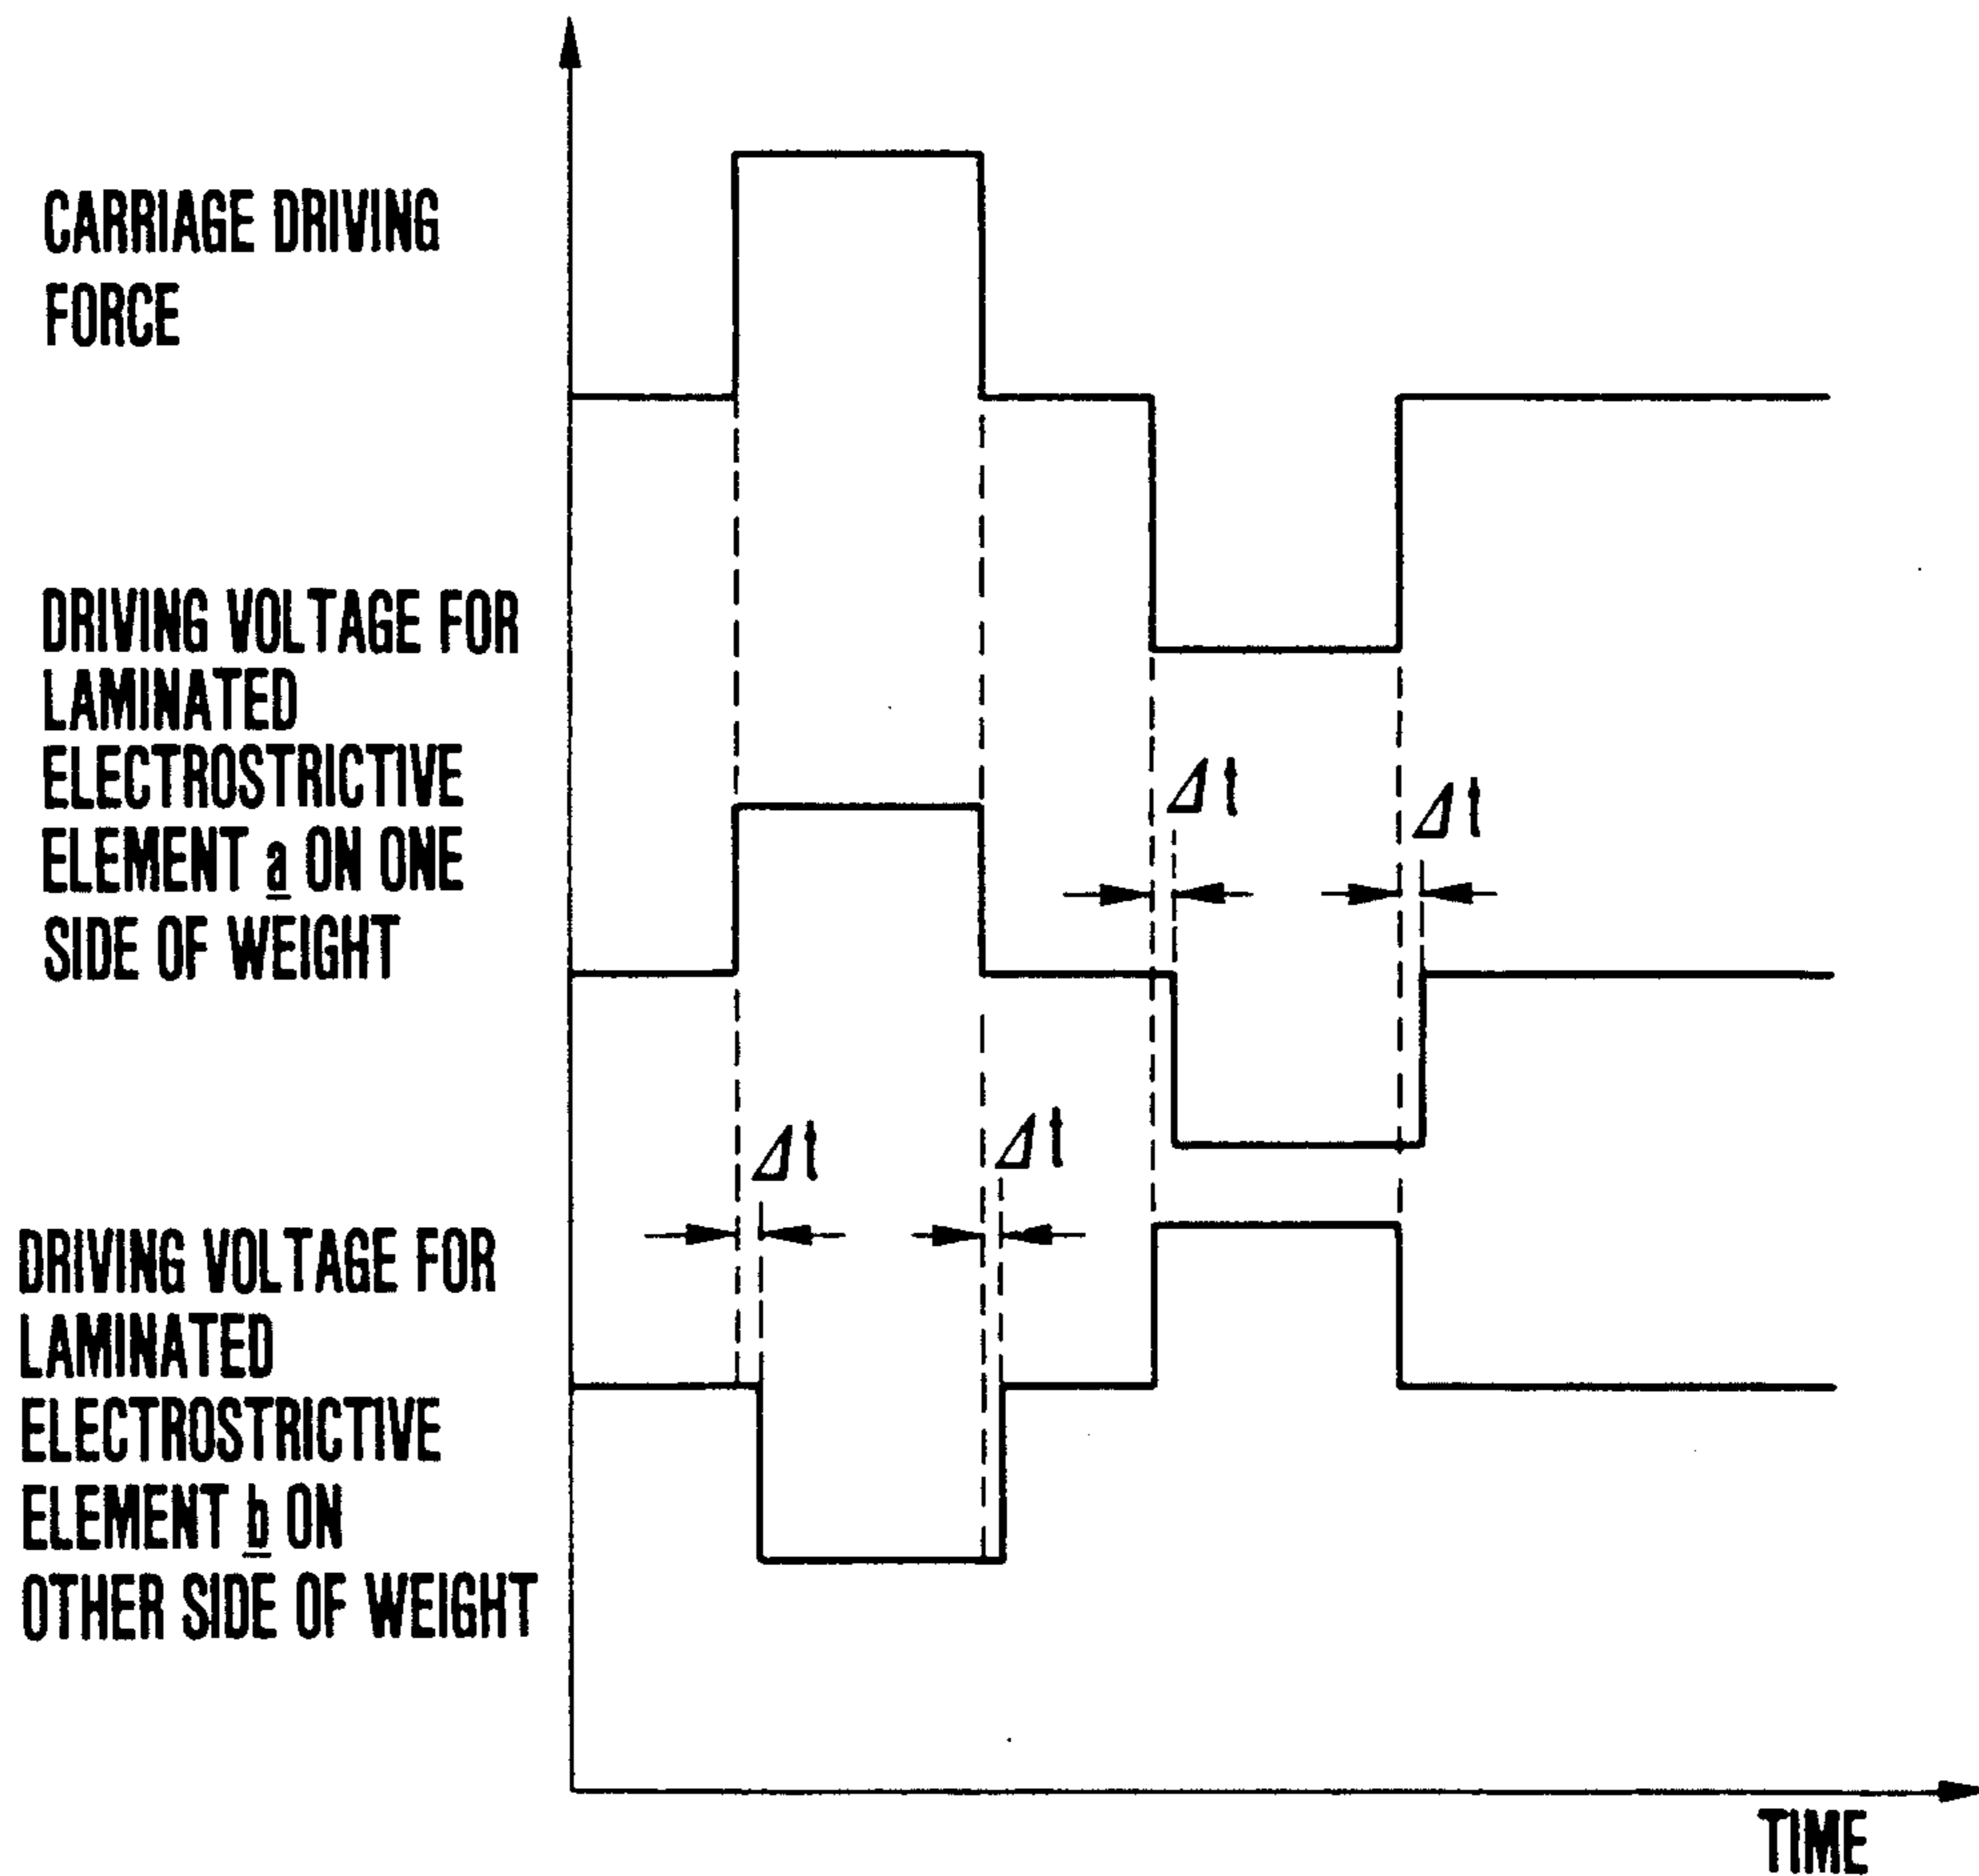 CARRIAGE DRIVING
FORCE
DRIVING VOLTAGE FOR
LAMINATED
ELECTROSTRICTIVE
ELEMENT a ON ONE
SIDE OF WEIGHT
Δt
Δt
Δt
Δt
DRIVING VOLTAGE FOR
LAMINATED
ELECTROSTRICTIVE
ELEMENT b ON
OTHER SIDE OF WEIGHT
TIME